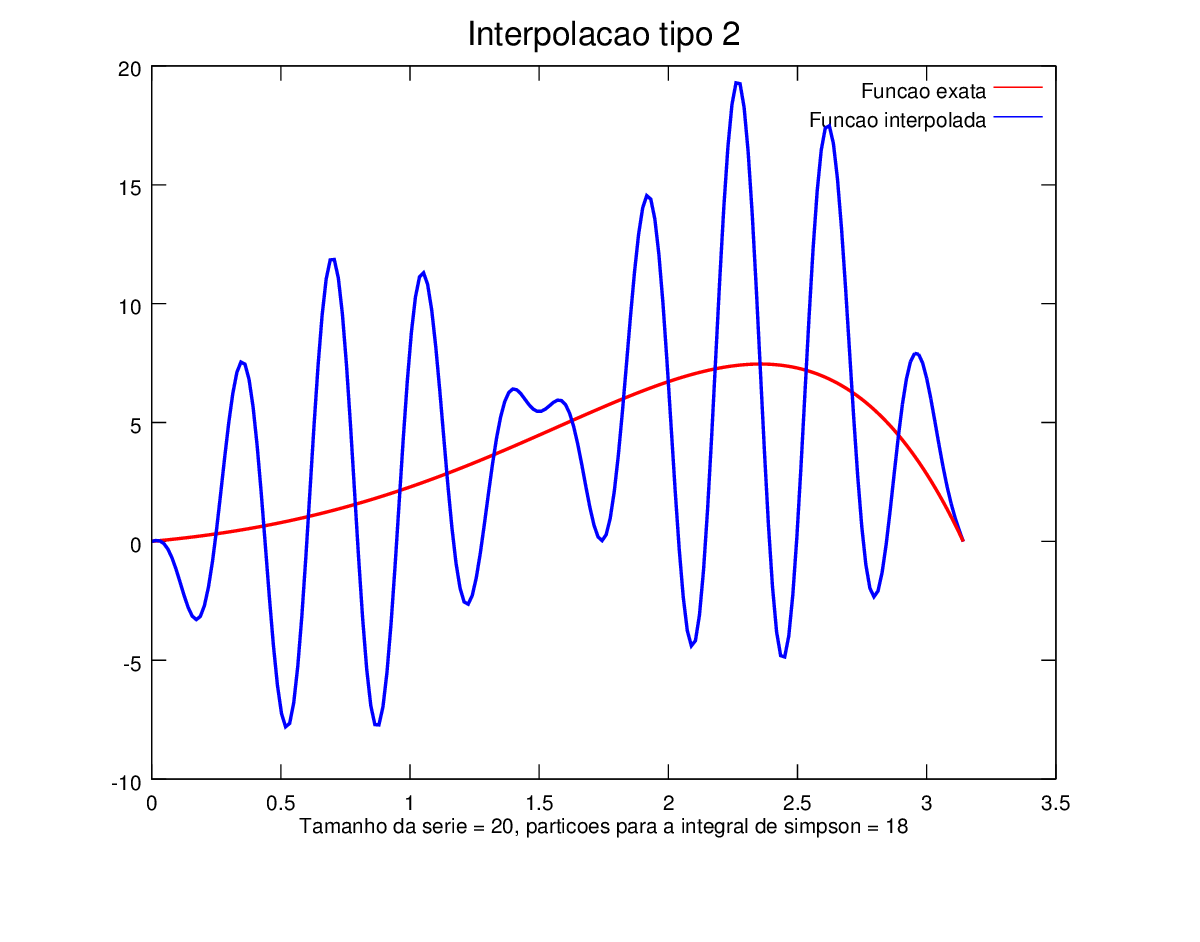 Interpolacao tipo 2
20
Funcao exata
Funcao interpolada
15
10
5
0
-5
-10
0 0.5 1 1.5 2 2.5 3 3.5
Tamanho da serie = 20, particoes para a integral de simpson = 18